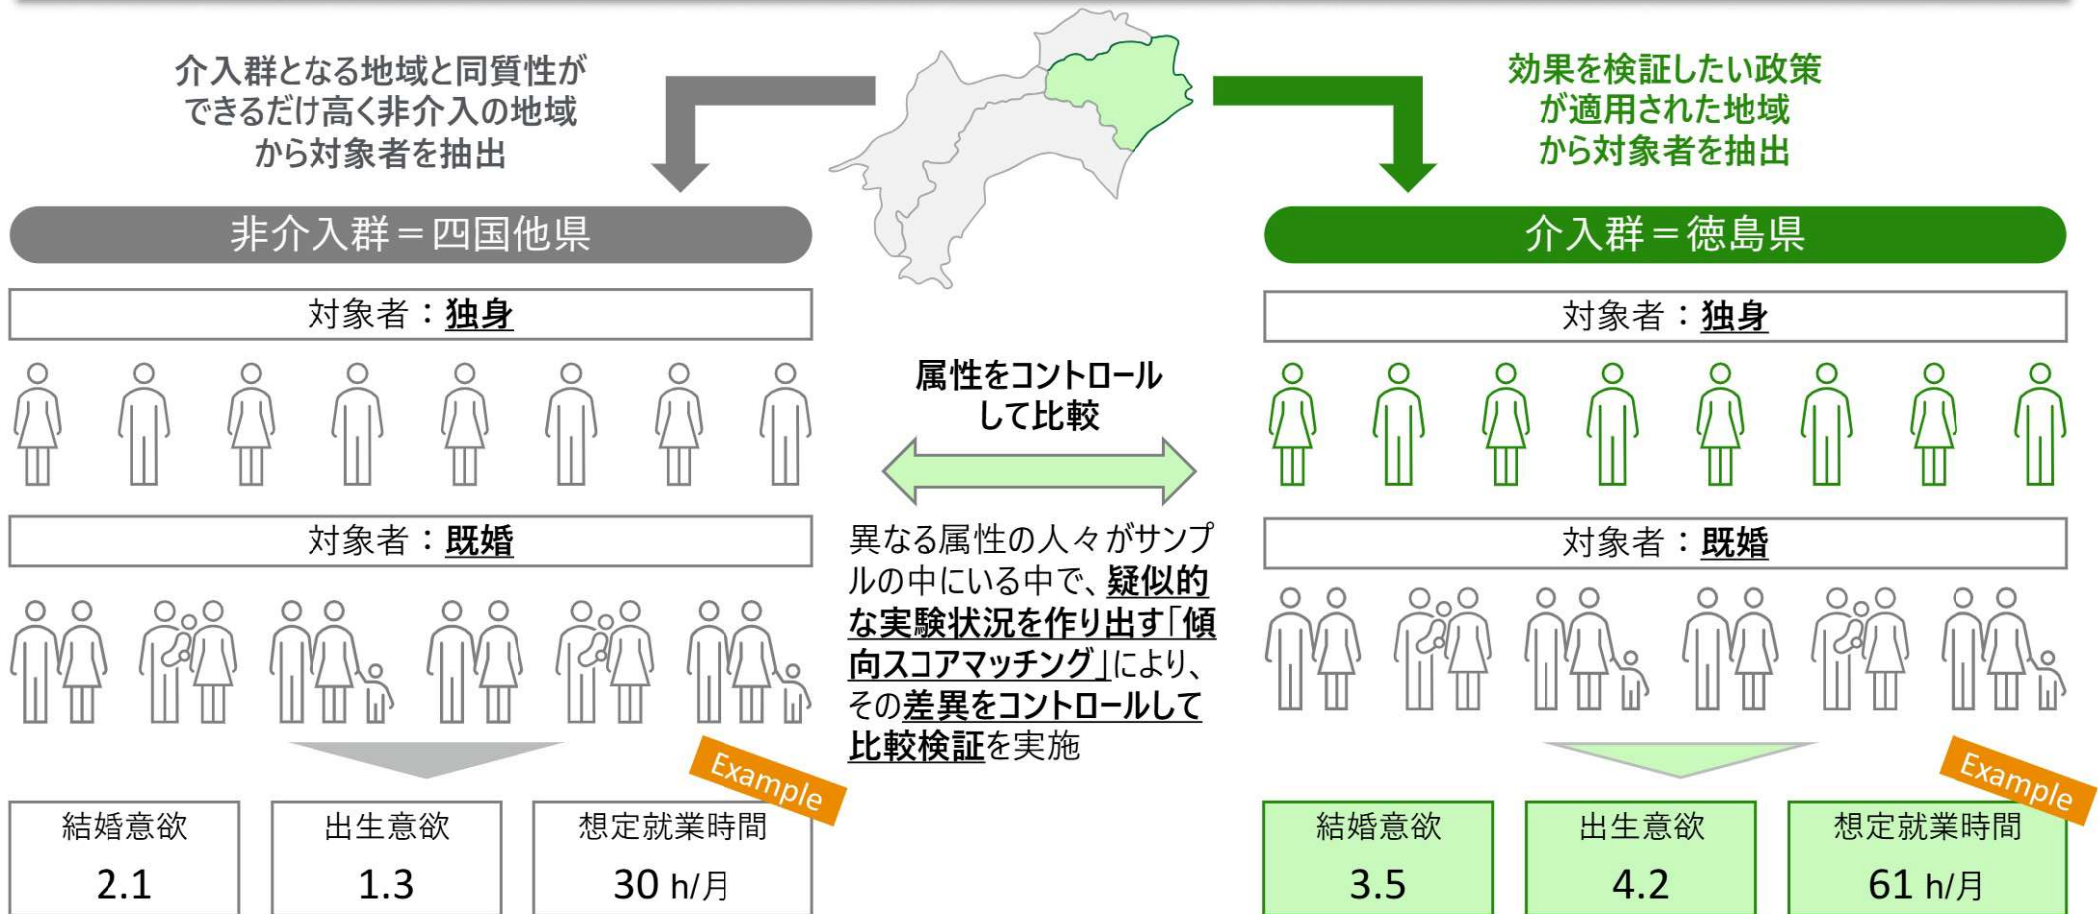 介入群となる地域と同質性が
できるだけ高く非介入の地域
から対象者を抽出
効果を検証したい政策
が適用された地域
から対象者を抽出
非介入群＝四国他県
介入群＝徳島県
対象者：独身
対象者：独身
属性をコントロール
して比較
対象者：既婚
対象者：既婚
異なる属性の人々がサンプ
ルの中にいる中で、疑似的
な実験状況を作り出す「傾
向スコアマッチング」により、
その差異をコントロールして
比較検証を実施
Example
結婚意欲
2.1
出生意欲
1.3
想定就業時間
30 h/月
Example
結婚意欲
3.5
出生意欲
4.2
想定就業時間
61 h/月